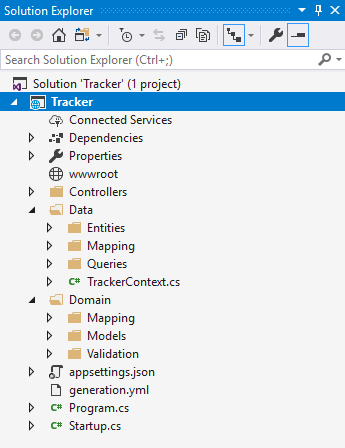 Solution Explorer
Search Solution Explorer (Ctrl+;)
Solution 'Tracker' (1 project)
Tracker
Connected Services
Dependencies
Properties
wwwroot
Controllers
Data
Entities
Mapping
Queries
C# TrackerContext.cs
Domain
Mapping
Models
Validation
appsettings.json
generation.yml
C# Program.cs
C# Startup.cs